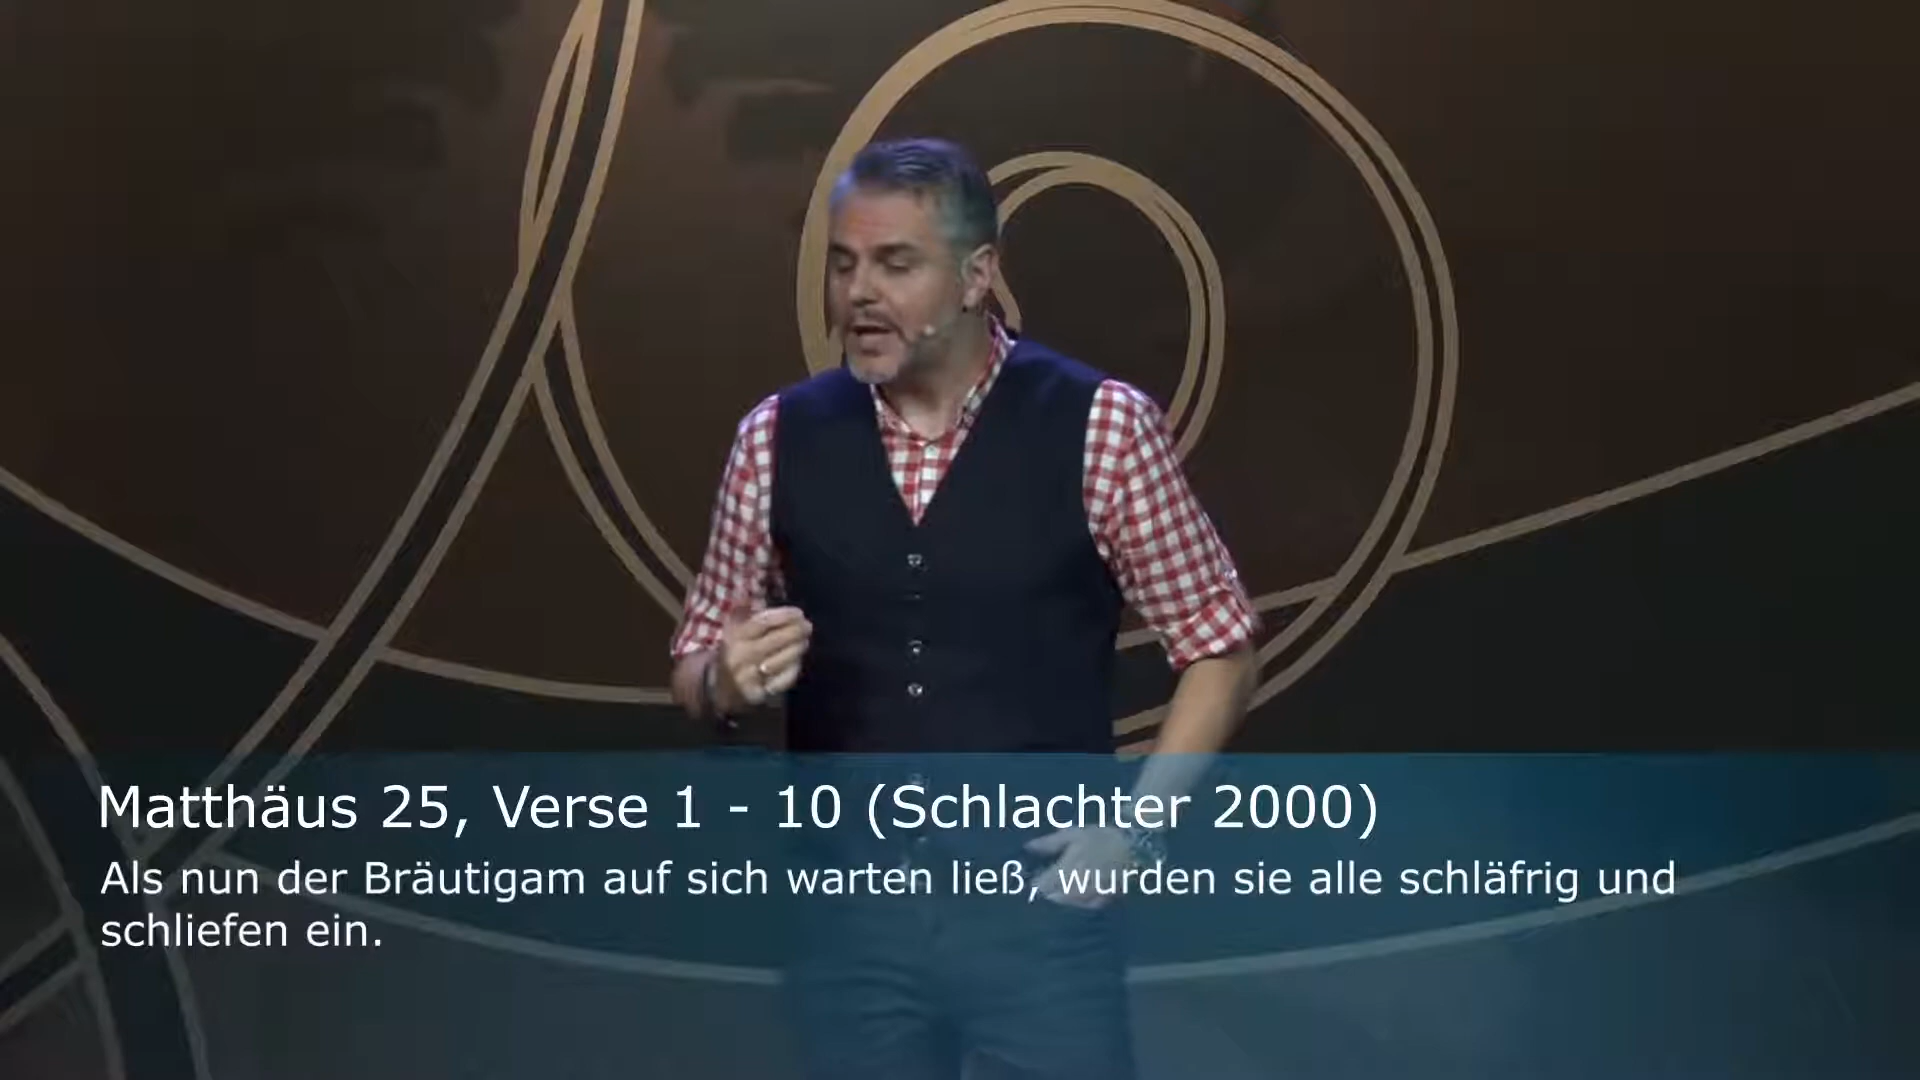 Matthäus 25, Verse 1 - 10 (Schlachter 2000)
Als nun der Bräutigam auf sich warten ließ, wurden sie alle schläfrig und
schliefen ein.